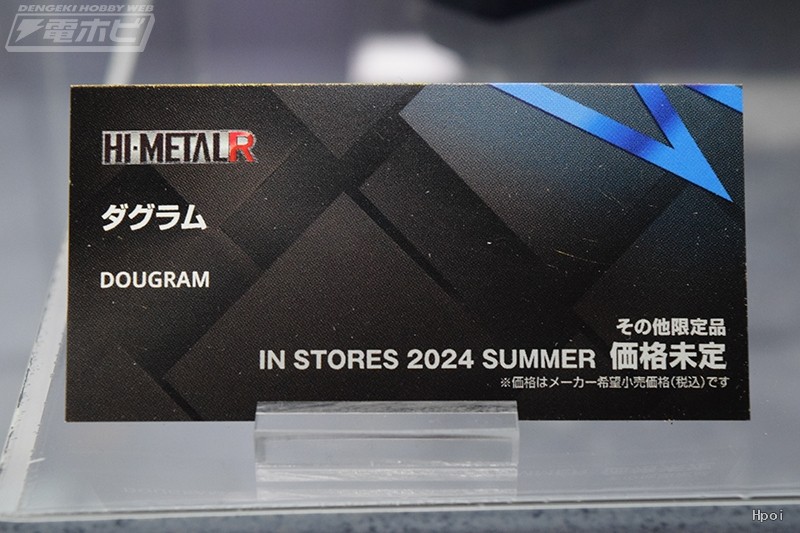 DENGEKI HOBBY WEB
電ホビ
HI-METAL R
ダグラム
DOUGRAM
その他限定品
IN STORES 2024 SUMMER 価格未定
※価格はメーカー希望小売価格(税込)です
Hpoi